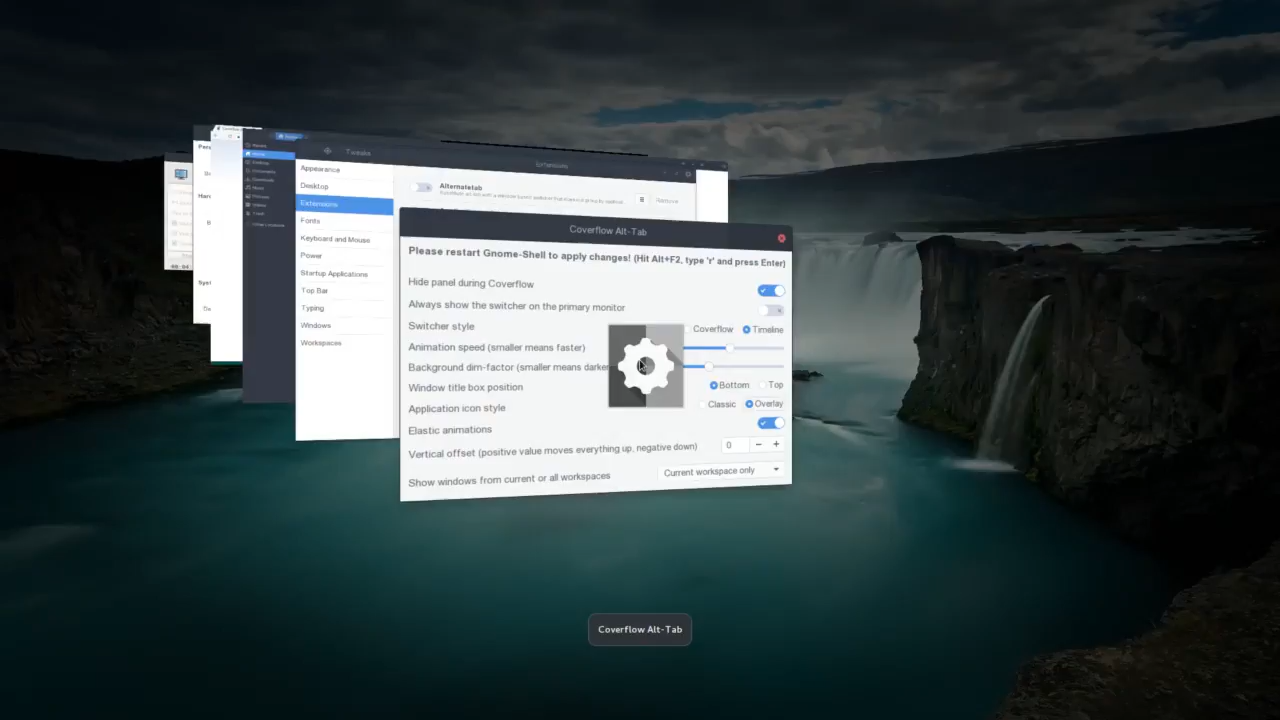 Tweaks
Extensions
Appearance
Desktop
Extensions
Fonts
Keyboard and Mouse
Power
Startup Applications
Top Bar
Typing
Windows
Workspaces
AlternateTab
Coverflow Alt-Tab
Please restart Gnome-Shell to apply changes! (Hit Alt+F2, type 'r' and press Enter)
Hide panel during Coverflow
Always show the switcher on the primary monitor
Switcher style Coverflow Timeline
Animation speed (smaller means faster)
Background dim-factor (smaller means darker
Window title box position Bottom Top
Application icon style Classic Overlay
Elastic animations
Vertical offset (positive value moves everything up, negative down) 0 − +
Show windows from current or all workspaces Current workspace only
Coverflow Alt-Tab